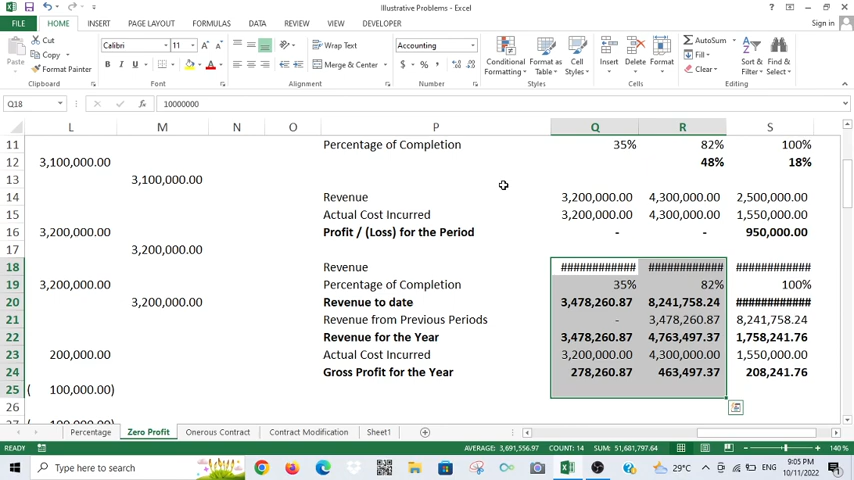 Illustrative Problems - Excel
Sign in
FILE HOME INSERT PAGE LAYOUT FORMULAS DATA REVIEW VIEW DEVELOPER
Cut
Copy
Format Painter
Paste
Calibri 11
Wrap Text
Merge & Center
Accounting
Conditional Formatting
Format as Table
Cell Styles
Insert
Delete
Format
AutoSum
Fill
Clear
Sort & Filter
Find & Select
Clipboard
Font
Alignment
Number
Styles
Cells
Editing
Q18 10000000
L M N O P Q R S
11 Percentage of Completion 35% 82% 100%
12 3,100,000.00 48% 18%
13 3,100,000.00
14 Revenue 3,200,000.00 4,300,000.00 2,500,000.00
15 Actual Cost Incurred 3,200,000.00 4,300,000.00 1,550,000.00
16 3,200,000.00 Profit / (Loss) for the Period - - 950,000.00
17 3,200,000.00
18 Revenue ############ ############ ############
19 3,200,000.00 Percentage of Completion 35% 82% 100%
20 3,200,000.00 Revenue to date 3,478,260.87 8,241,758.24 ############
21 Revenue from Previous Periods - 3,478,260.87 8,241,758.24
22 Revenue for the Year 3,478,260.87 4,763,497.37 1,758,241.76
23 200,000.00 Actual Cost Incurred 3,200,000.00 4,300,000.00 1,550,000.00
24 Gross Profit for the Year 278,260.87 463,497.37 208,241.76
25 ( 100,000.00)
26
27 ( 100,000.00)
Percentage Zero Profit Onerous Contract Contract Modification Sheet1
READY AVERAGE: 3,691,556.97 COUNT: 14 SUM: 51,681,797.64 140 %
Type here to search
29°C ENG 9:05 PM
10/11/2022